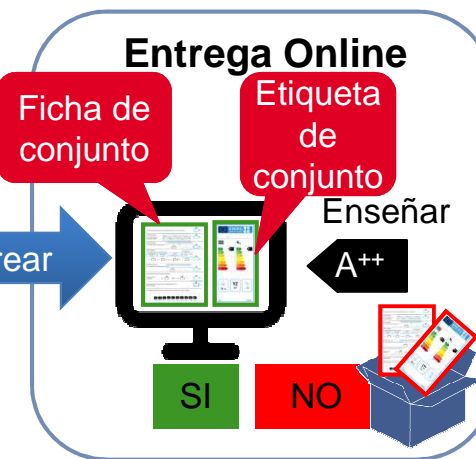 Entrega Online
Ficha de
conjunto
Etiqueta
de
conjunto
Enseñar
rear
A++
SI
NO